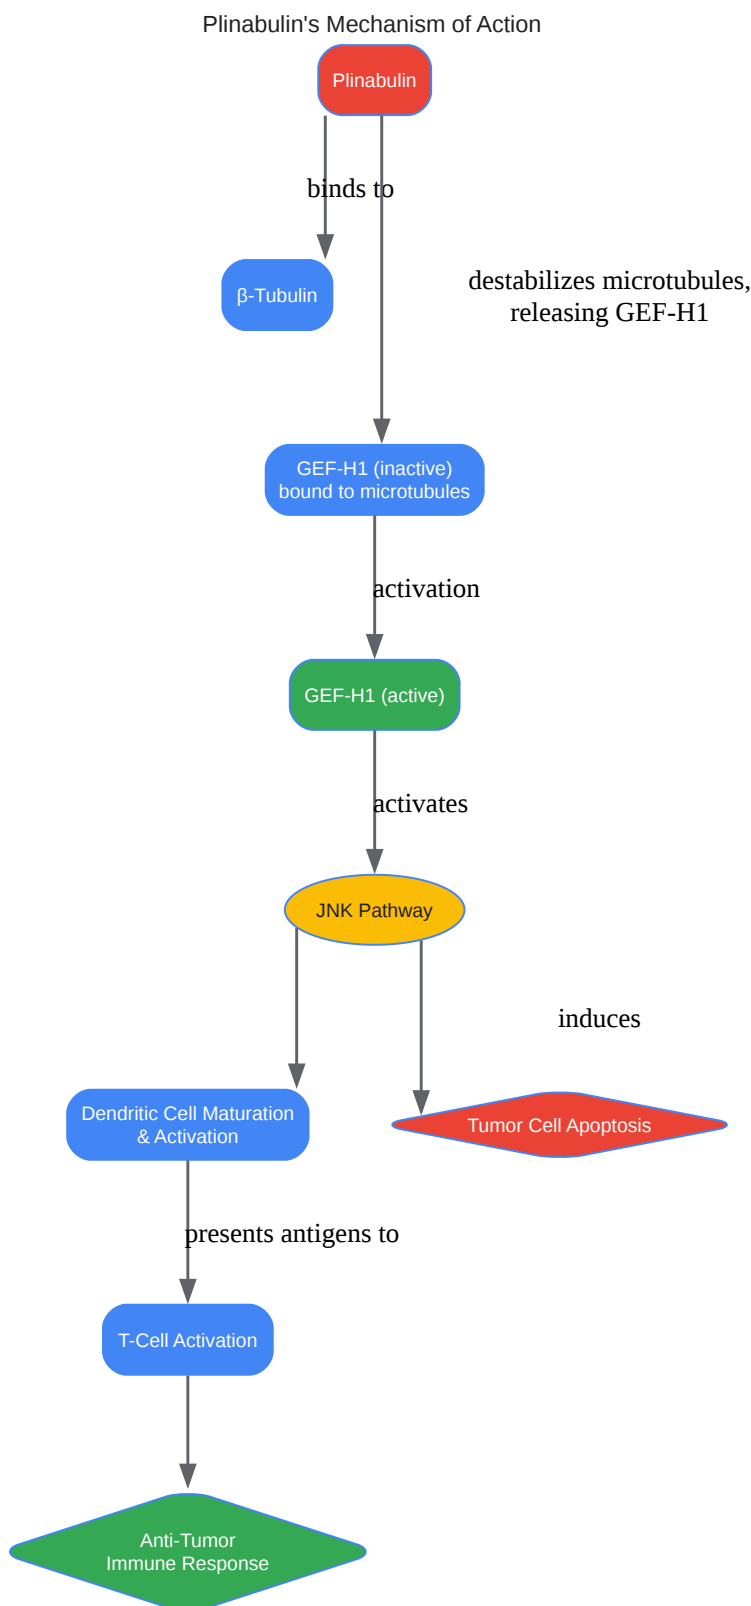 Plinabulin's Mechanism of Action
Plinabulin
binds to
destabilizes microtubules,
releasing GEF-H1
β-Tubulin
GEF-H1 (inactive)
bound to microtubules
activation
GEF-H1 (active)
activates
JNK Pathway
induces
Dendritic Cell Maturation
& Activation
Tumor Cell Apoptosis
presents antigens to
T-Cell Activation
Anti-Tumor
Immune Response